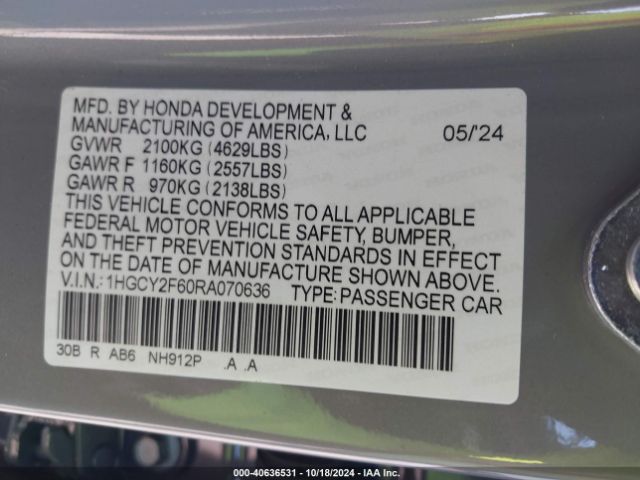 MFD. BY HONDA DEVELOPMENT &
MANUFACTURING OF AMERICA, LLC 05/'24
GVWR 2100KG (4629LBS)
GAWR F 1160KG (2557LBS)
GAWR R 970KG (2138LBS)
THIS VEHICLE CONFORMS TO ALL APPLICABLE
FEDERAL MOTOR VEHICLE SAFETY, BUMPER,
AND THEFT PREVENTION STANDARDS IN EFFECT
ON THE DATE OF MANUFACTURE SHOWN ABOVE.
V.I.N.: 1HGCY2F60RA070636 TYPE: PASSENGER CAR
30B R AB6 NH912P .A .A
000-40636531 | 10/18/2024 | IAA Inc.